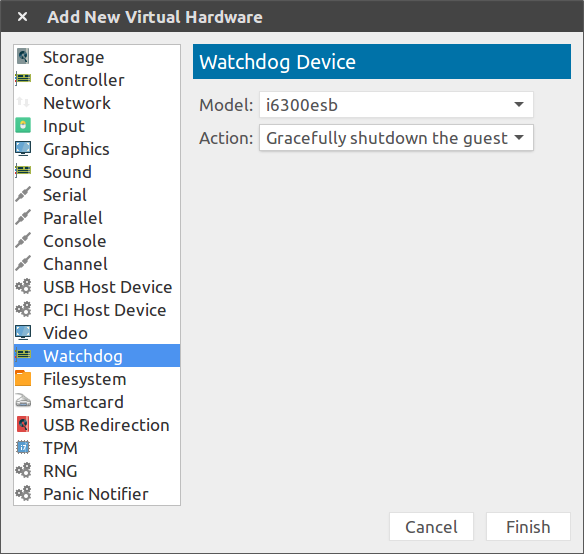 Add New Virtual Hardware
Storage
Controller
Network
Input
Graphics
Sound
Serial
Parallel
Console
Channel
USB Host Device
PCI Host Device
Video
Watchdog
Filesystem
Smartcard
USB Redirection
TPM
RNG
Panic Notifier
Watchdog Device
Model: i6300esb
Action: Gracefully shutdown the guest
Cancel Finish